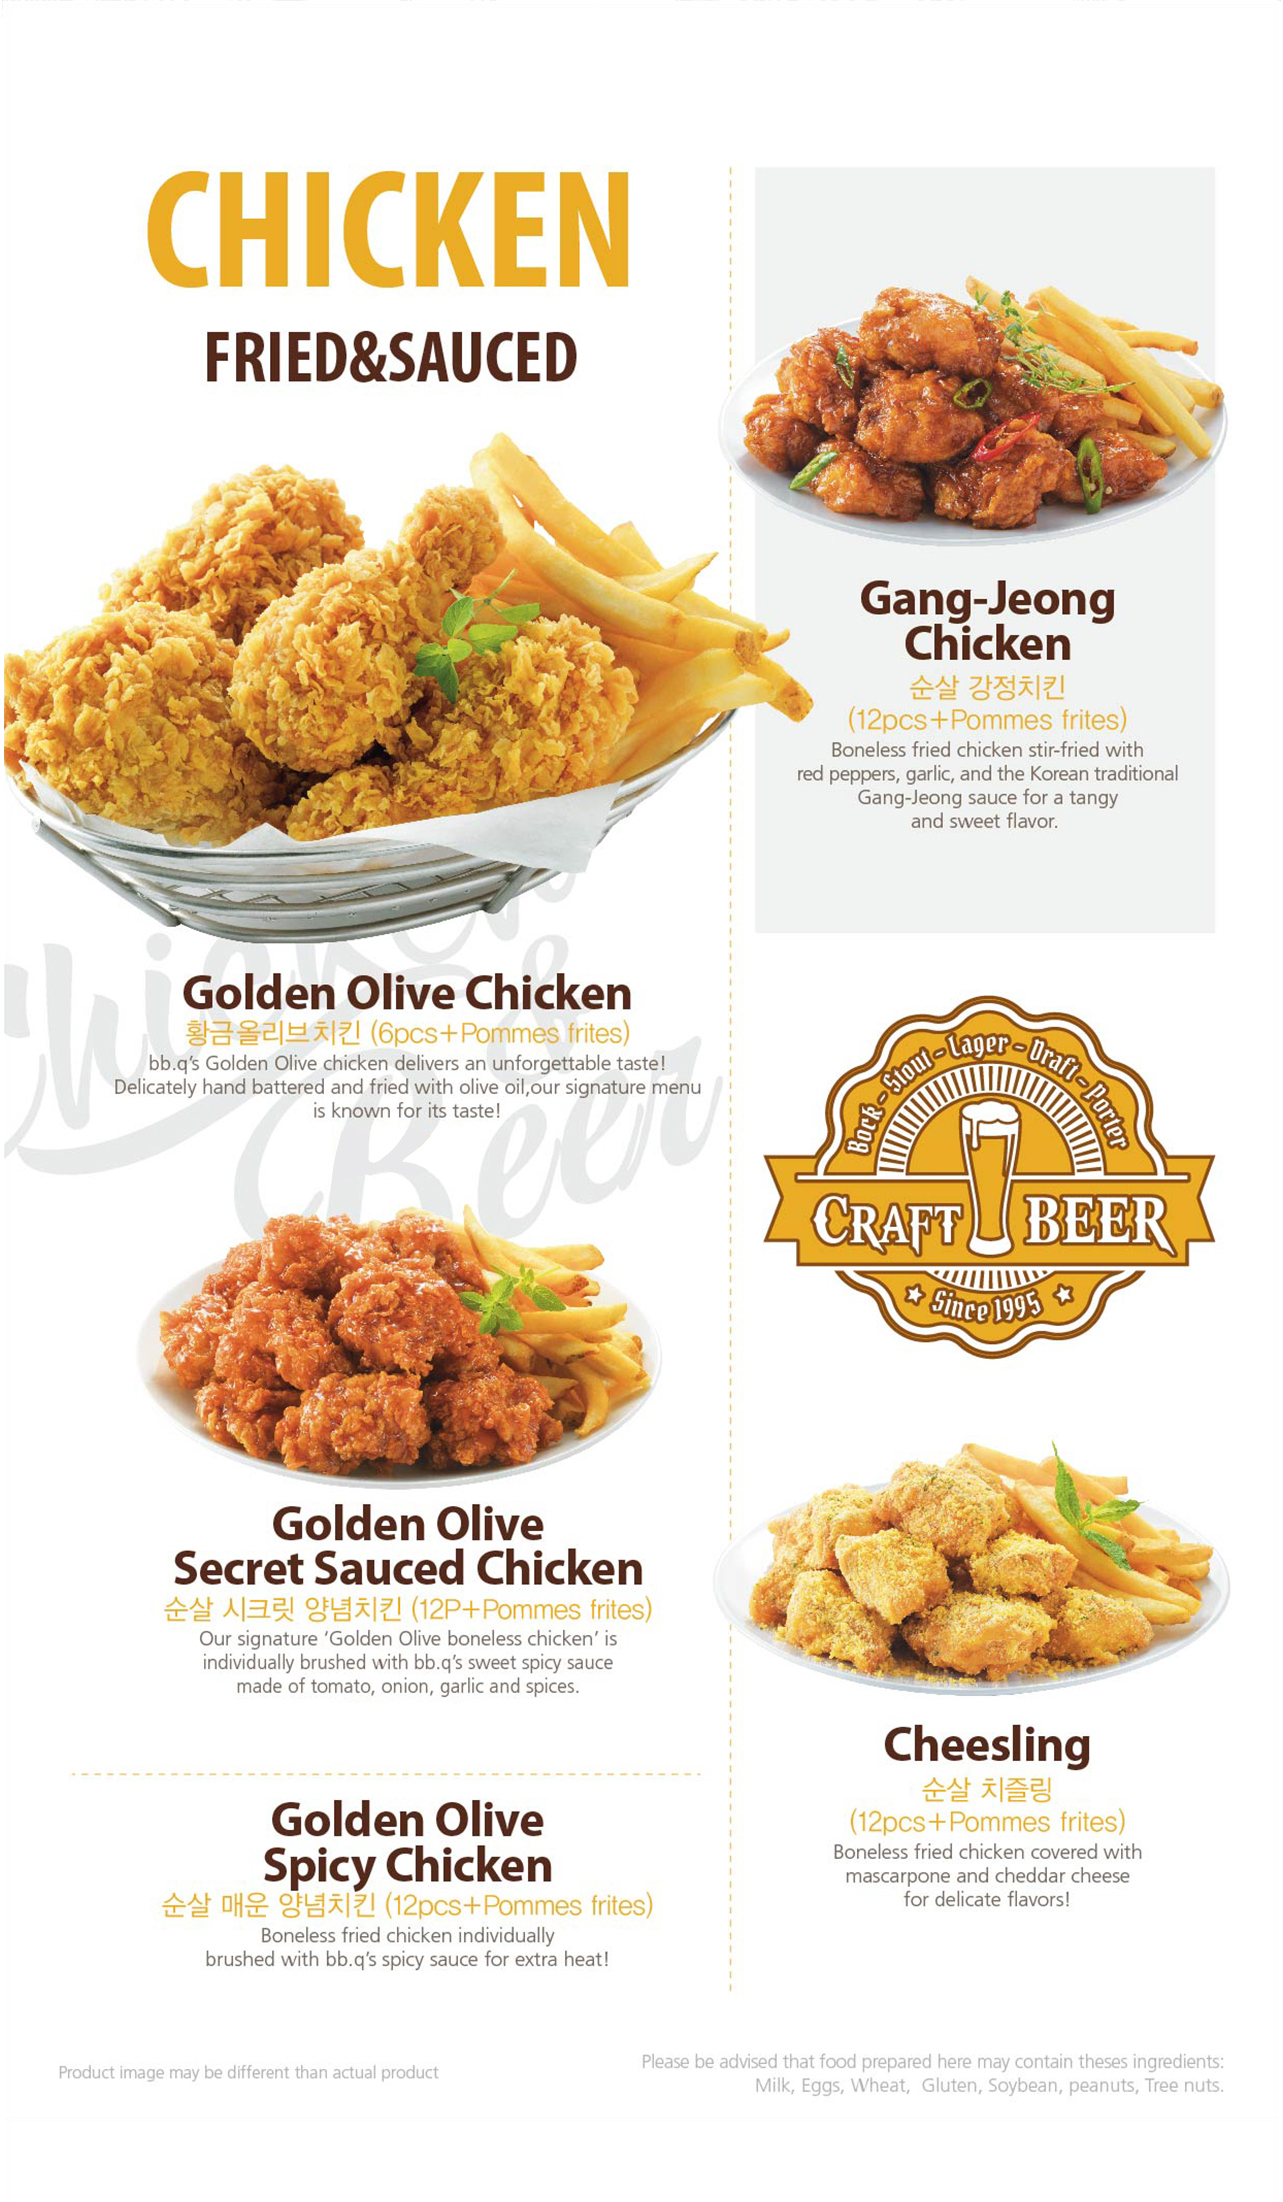 CHICKEN
FRIED&SAUCED
Chicken
&
Beer
Golden Olive Chicken
황금올리브치킨 (6pcs+Pommes frites)
bb.q's Golden Olive chicken delivers an unforgettable taste!
Delicately hand battered and fried with olive oil,our signature menu
is known for its taste!
Golden Olive
Secret Sauced Chicken
순살 시크릿 양념치킨 (12P+Pommes frites)
Our signature 'Golden Olive boneless chicken' is
individually brushed with bb.q's sweet spicy sauce
made of tomato, onion, garlic and spices.
Golden Olive
Spicy Chicken
순살 매운 양념치킨 (12pcs+Pommes frites)
Boneless fried chicken individually
brushed with bb.q's spicy sauce for extra heat!
Gang-Jeong
Chicken
순살 강정치킨
(12pcs+Pommes frites)
Boneless fried chicken stir-fried with
red peppers, garlic, and the Korean traditional
Gang-Jeong sauce for a tangy
and sweet flavor.
Bock - Stout - Lager - Draft - Porter
CRAFT BEER
Since 1995
Cheesling
순살 치즐링
(12pcs+Pommes frites)
Boneless fried chicken covered with
mascarpone and cheddar cheese
for delicate flavors!
Product image may be different than actual product
Please be advised that food prepared here may contain theses ingredients:
Milk, Eggs, Wheat, Gluten, Soybean, peanuts, Tree nuts.